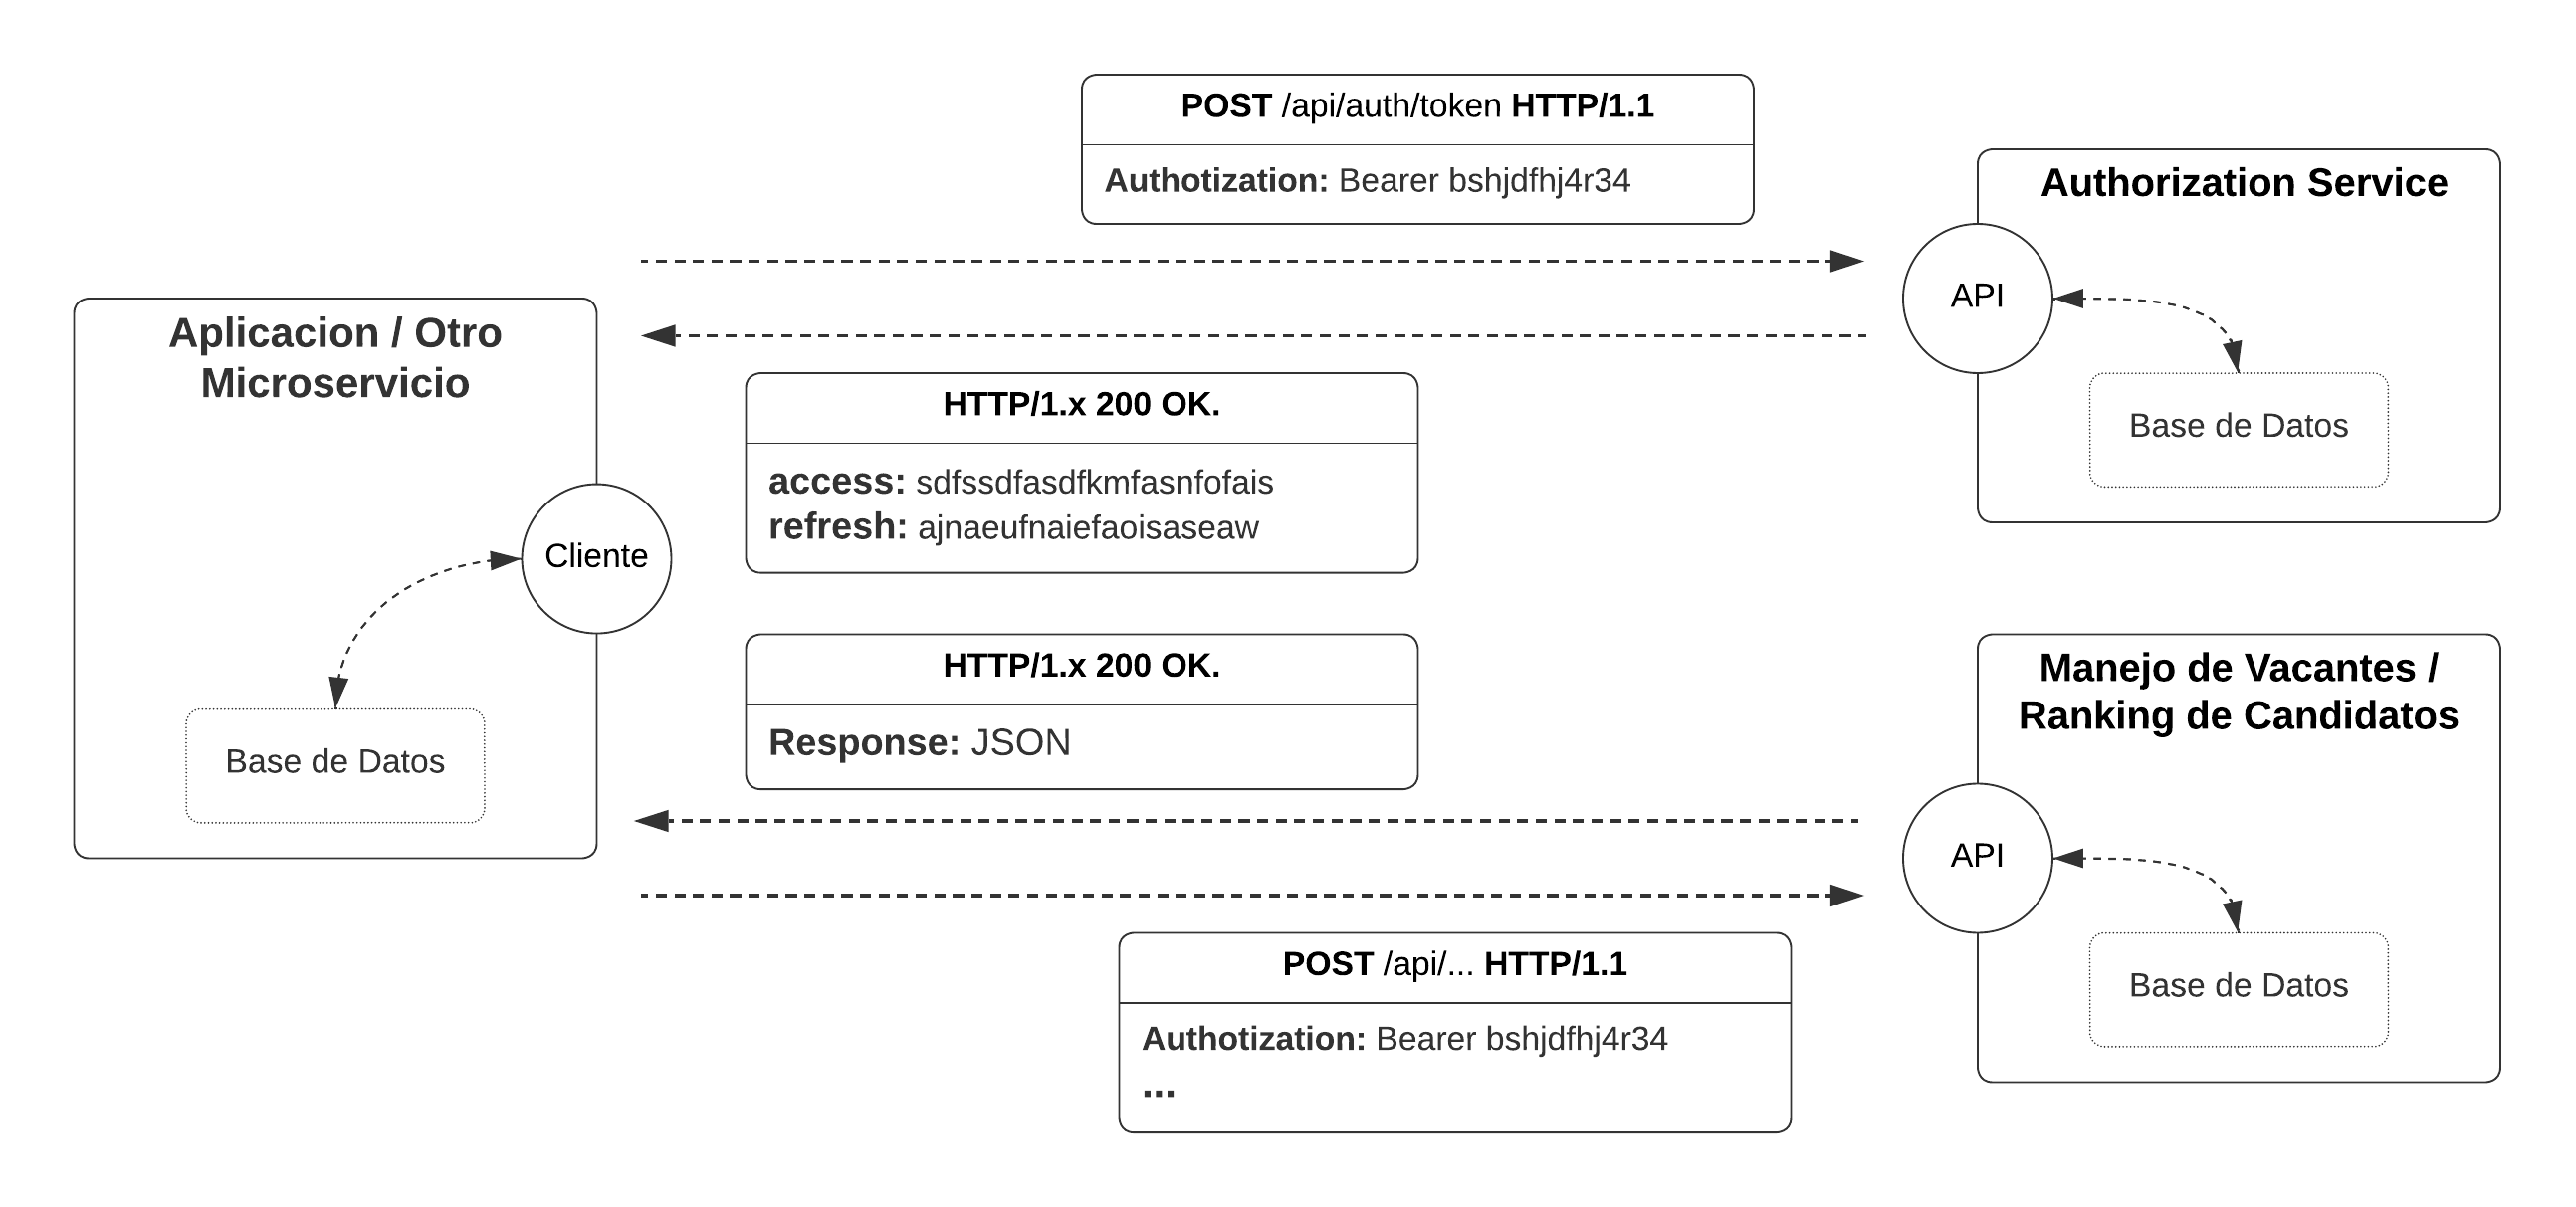 POST /api/auth/token HTTP/1.1
Authotization: Bearer bshjdfhj4r34
Authorization Service
API
Base de Datos
Aplicacion / Otro
Microservicio
Cliente
Base de Datos
HTTP/1.x 200 OK.
access: sdfssdfasdfkmfasnfofais
refresh: ajnaeufnaiefaoisaseaw
HTTP/1.x 200 OK.
Response: JSON
Manejo de Vacantes /
Ranking de Candidatos
API
Base de Datos
POST /api/... HTTP/1.1
Authotization: Bearer bshjdfhj4r34
...